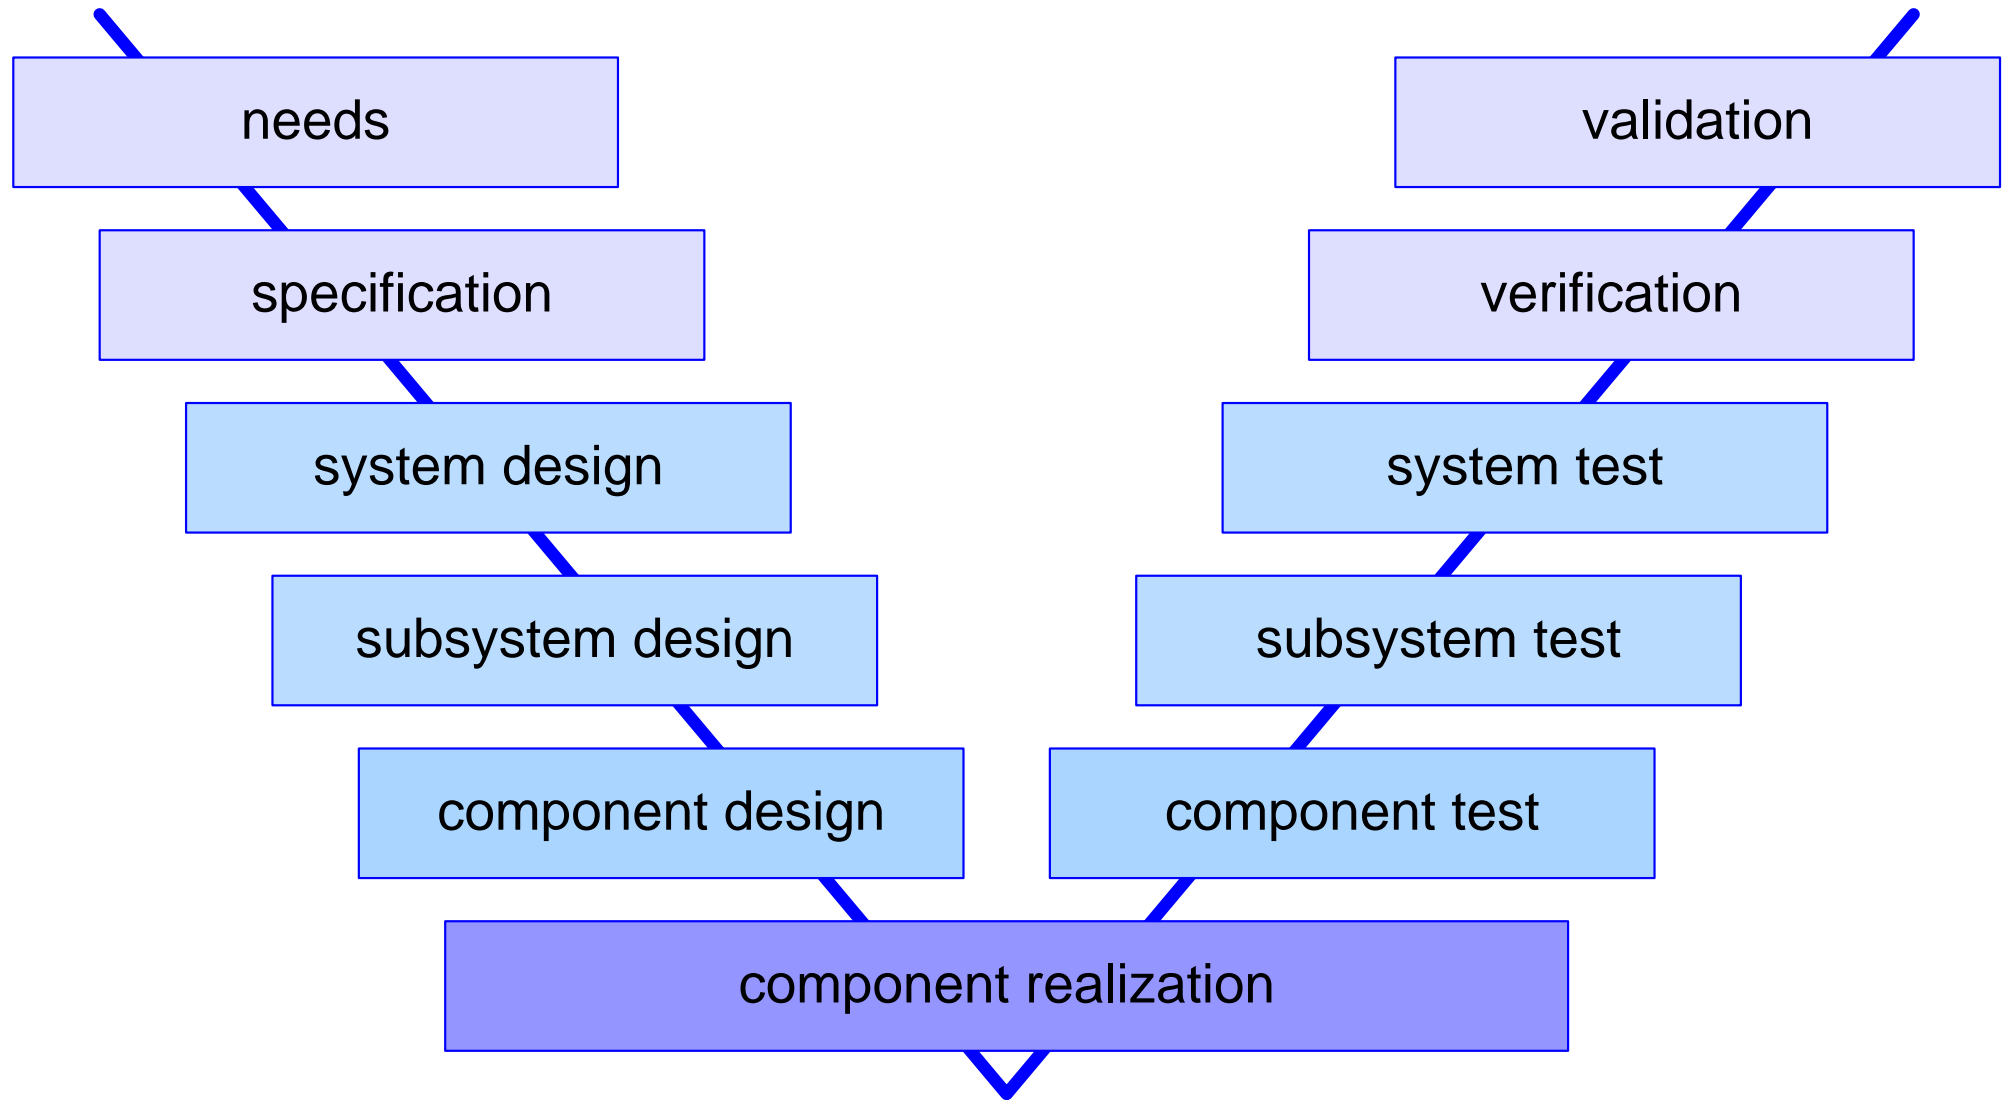 needs
validation
specification
verification
system design
system test
subsystem design
subsystem test
component design
component test
component realization